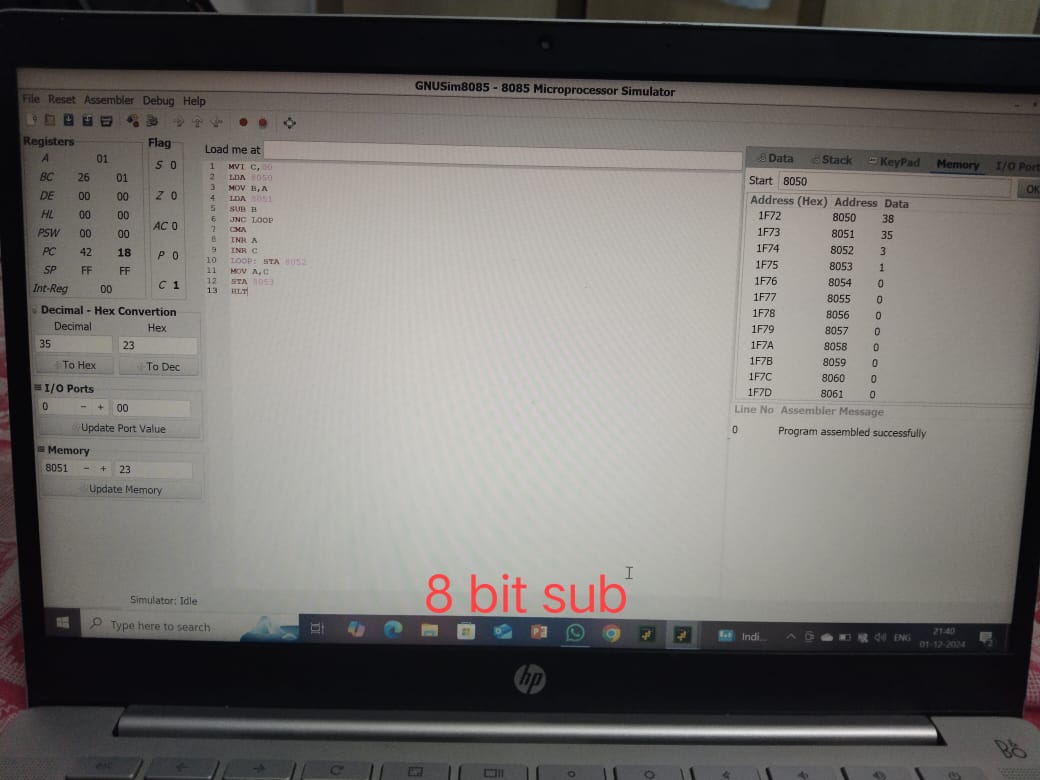 GNUSim8085 - 8085 Microprocessor Simulator
File Reset Assembler Debug Help
Registers
A 01
BC 26 01
DE 00 00
HL 00 00
PSW 00 00
PC 42 18
SP FF FF
Int-Reg 00
Flag
S 0
Z 0
AC 0
P 0
C 1
Decimal - Hex Convertion
Decimal Hex
35 23
To Hex To Dec
I/O Ports
0 - + 00
Update Port Value
Memory
8051 - + 23
Update Memory
Simulator: Idle
Load me at
1 MVI C,00
2 LDA 8050
3 MOV B,A
4 LDA 8051
5 SUB B
6 JNC LOOP
7 CMA
8 INR A
9 INR C
10 LOOP: STA 8052
11 MOV A,C
12 STA 8053
13 HLT
Data Stack KeyPad Memory I/O Port
Start 8050 OK
Address (Hex) Address Data
1F72 8050 38
1F73 8051 35
1F74 8052 3
1F75 8053 1
1F76 8054 0
1F77 8055 0
1F78 8056 0
1F79 8057 0
1F7A 8058 0
1F7B 8059 0
1F7C 8060 0
1F7D 8061 0
Line No Assembler Message
0 Program assembled successfully
8 bit sub
Type here to search
Indi...
ENG
21:40
01-12-2024
hp
esc